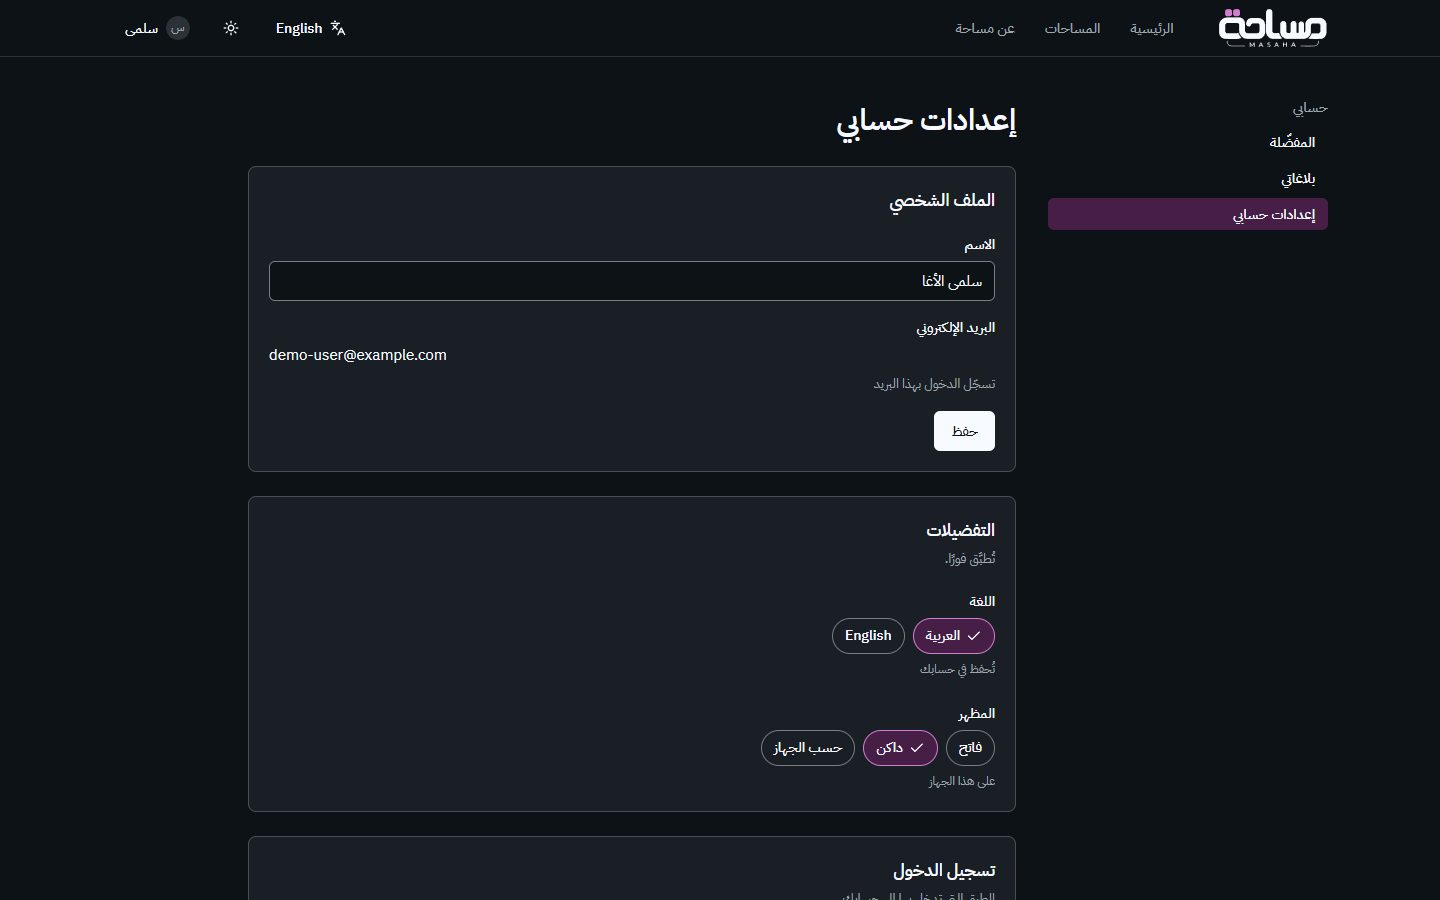 مساحة
MASAHA
الرئيسية
المساحات
عن مساحة
English
س
سلمى
حسابي
المفضّلة
بلاغاتي
إعدادات حسابي
إعدادات حسابي
الملف الشخصي
الاسم
سلمى الأغا
البريد الإلكتروني
demo-user@example.com
تسجّل الدخول بهذا البريد
حفظ
التفضيلات
تُطبَّق فورًا.
اللغة
العربية
English
تُحفظ في حسابك
المظهر
فاتح
داكن
حسب الجهاز
على هذا الجهاز
تسجيل الدخول